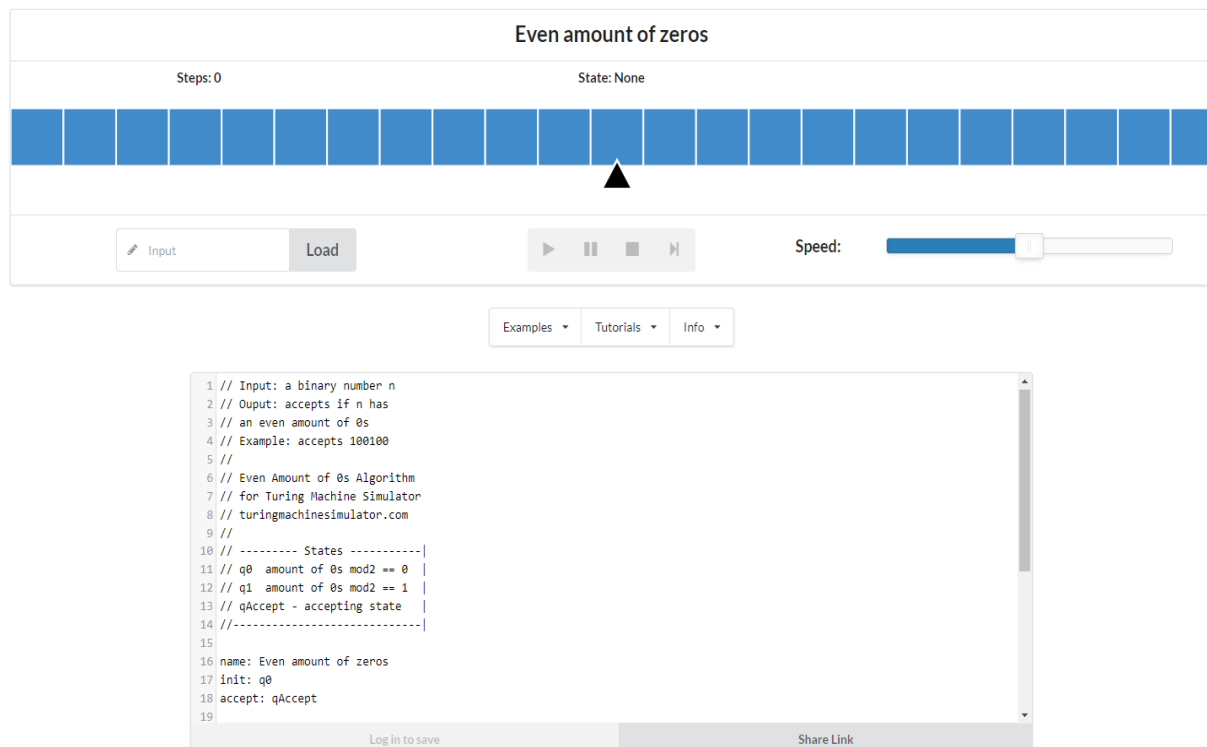 Even amount of zeros
Steps: 0 State: None
Input Load Speed:
Examples Tutorials Info
1 // Input: a binary number n
2 // Ouput: accepts if n has
3 // an even amount of 0s
4 // Example: accepts 100100
5 //
6 // Even Amount of 0s Algorithm
7 // for Turing Machine Simulator
8 // turingmachinesimulator.com
9 //
10 // --------- States -----------|
11 // q0  amount of 0s mod2 == 0  |
12 // q1  amount of 0s mod2 == 1  |
13 // qAccept - accepting state   |
14 //-----------------------------|
15
16 name: Even amount of zeros
17 init: q0
18 accept: qAccept
19
Log in to save Share Link